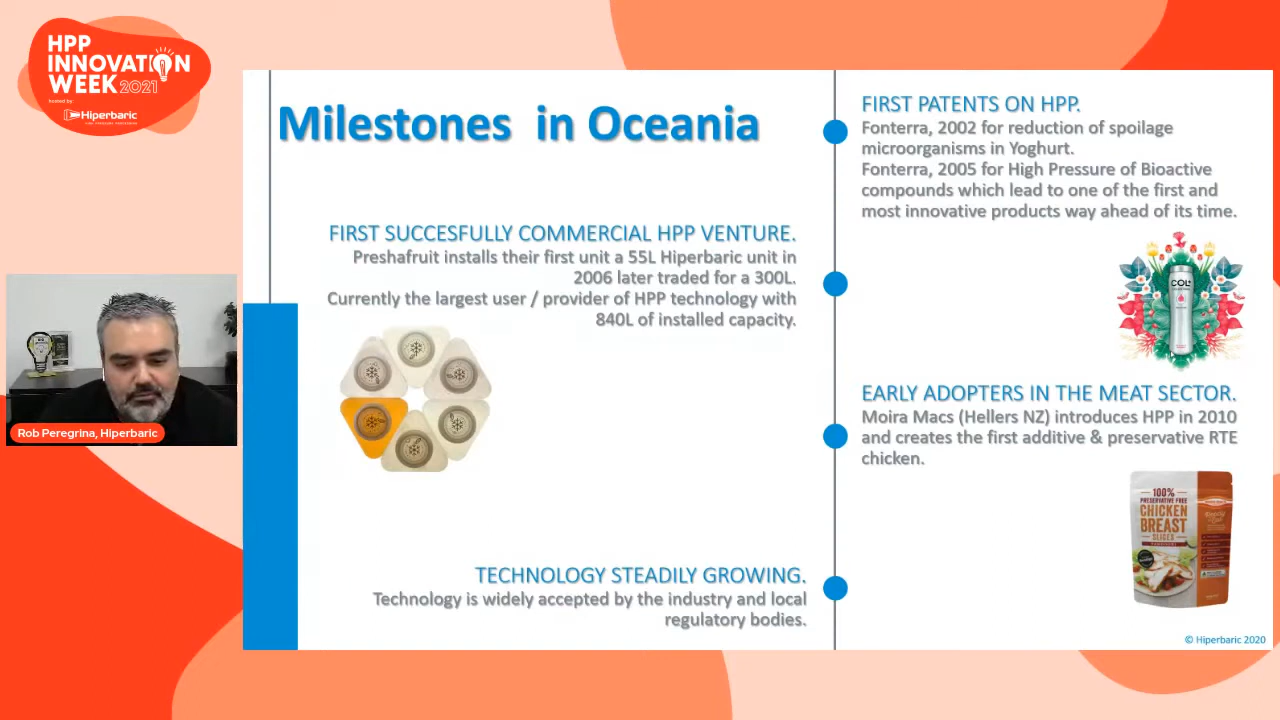 HPP
INNOVATION
WEEK 2021
hosted by
Hiperbaric
Rob Peregrina, Hiperbaric
Milestones in Oceania
FIRST PATENTS ON HPP.
Fonterra, 2002 for reduction of spoilage
microorganisms in Yoghurt.
Fonterra, 2005 for High Pressure of Bioactive
compounds which lead to one of the first and
most innovative products way ahead of its time.
COL+
FIRST SUCCESFULLY COMMERCIAL HPP VENTURE.
Preshafruit installs their first unit a 55L Hiperbaric unit in
2006 later traded for a 300L.
Currently the largest user / provider of HPP technology with
840L of installed capacity.
EARLY ADOPTERS IN THE MEAT SECTOR.
Moira Macs (Hellers NZ) introduces HPP in 2010
and creates the first additive & preservative RTE
chicken.
100%
PRESERVATIVE FREE
CHICKEN
BREAST
SLICES
TECHNOLOGY STEADILY GROWING.
Technology is widely accepted by the industry and local
regulatory bodies.
© Hiperbaric 2020